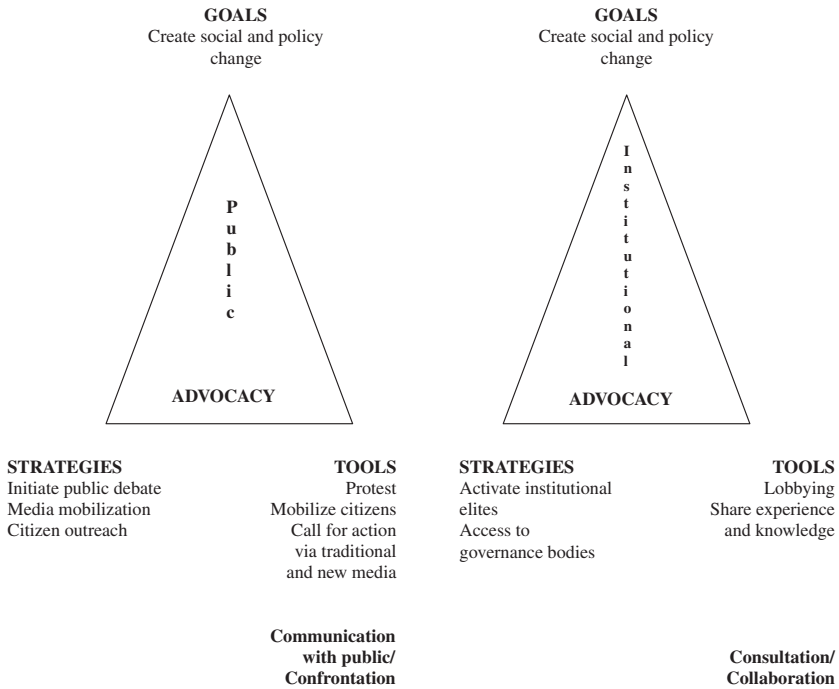 GOALS
Create social and policy
change
Public
ADVOCACY
STRATEGIES
Initiate public debate
Media mobilization
Citizen outreach
TOOLS
Protest
Mobilize citizens
Call for action
via traditional
and new media
Communication
with public/
Confrontation
GOALS
Create social and policy
change
Institutional
ADVOCACY
STRATEGIES
Activate institutional
elites
Access to
governance bodies
TOOLS
Lobbying
Share experience
and knowledge
Consultation/
Collaboration